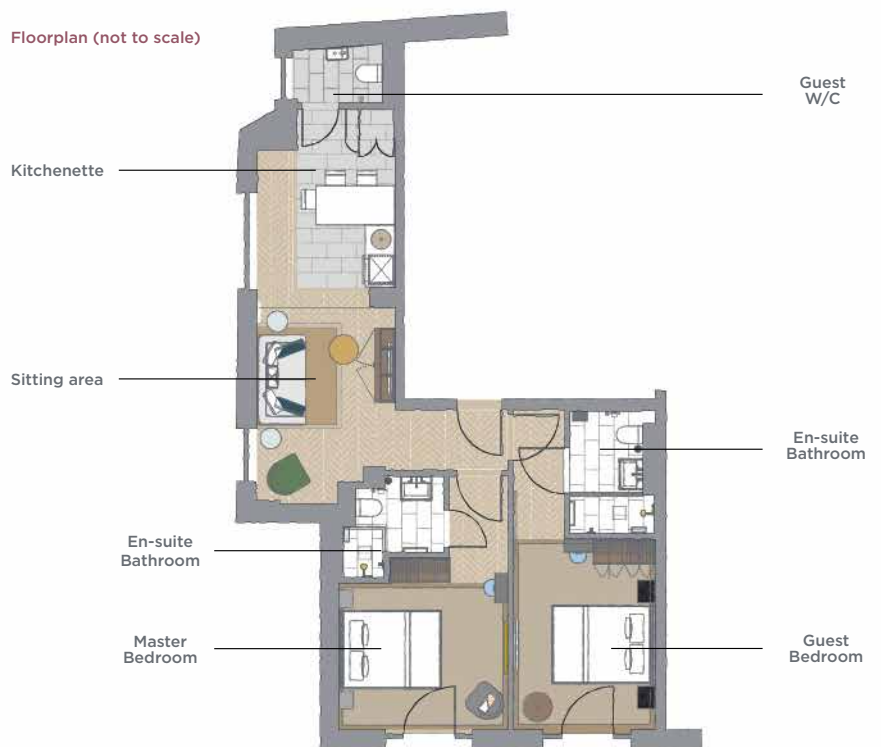 Floorplan (not to scale)
Guest
W/C
Kitchenette
Sitting area
En-suite
Bathroom
En-suite
Bathroom
Master
Bedroom
Guest
Bedroom